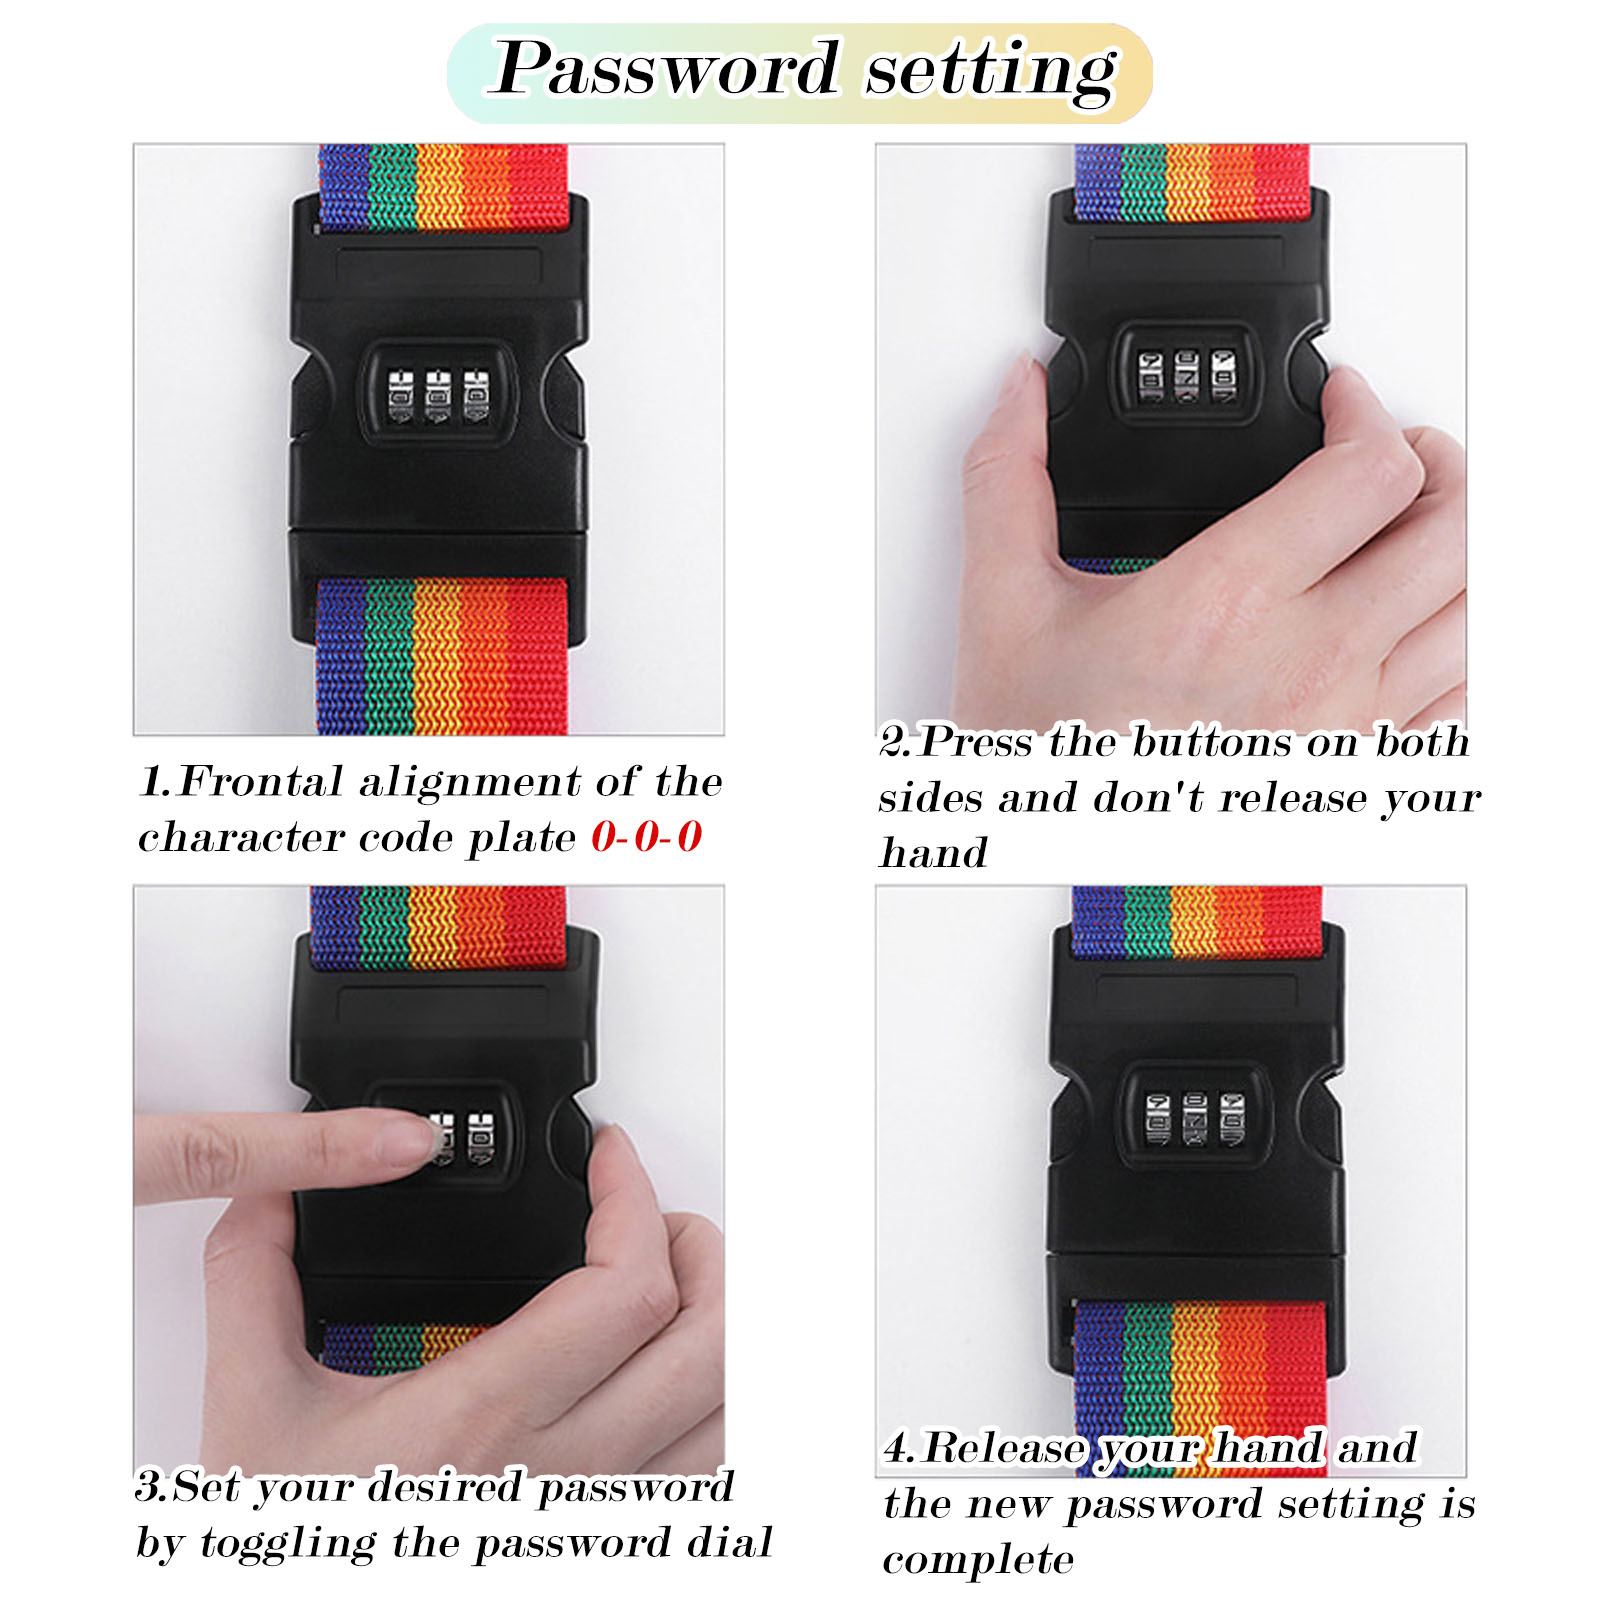 Password setting
1.Frontal alignment of the
character code plate 0-0-0
2.Press the buttons on both
sides and don't release your
hand
3.Set your desired password
by toggling the password dial
4.Release your hand and
the new password setting is
complete